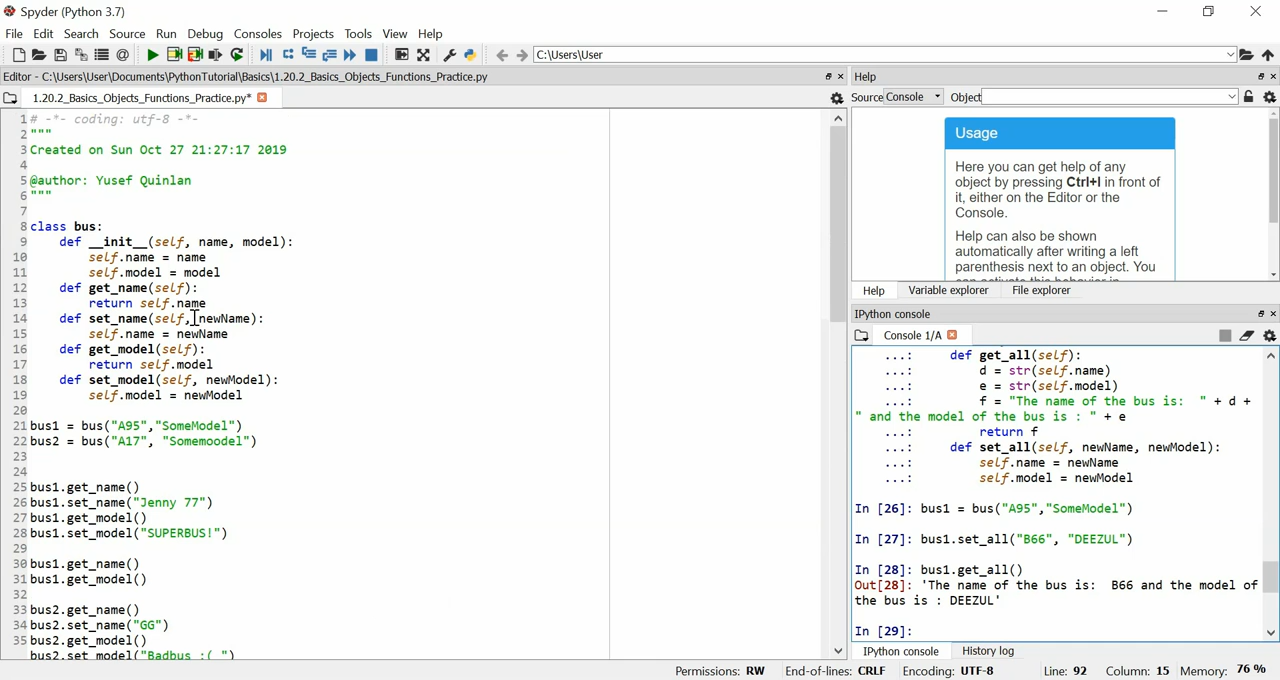 Spyder (Python 3.7)
File Edit Search Source Run Debug Consoles Projects Tools View Help
C:\Users\User
Editor - C:\Users\User\Documents\PythonTutorial\Basics\1.20.2_Basics_Objects_Functions_Practice.py
1.20.2_Basics_Objects_Functions_Practice.py*
1 # -*- coding: utf-8 -*-
2 """
3 Created on Sun Oct 27 21:27:17 2019
4
5 @author: Yusef Quinlan
6 """
7
8 class bus:
9     def __init__(self, name, model):
10         self.name = name
11         self.model = model
12     def get_name(self):
13         return self.name
14     def set_name(self, newName):
15         self.name = newName
16     def get_model(self):
17         return self.model
18     def set_model(self, newModel):
19         self.model = newModel
20
21 bus1 = bus("A95","SomeModel")
22 bus2 = bus("A17", "Somemoodel")
23
24
25 bus1.get_name()
26 bus1.set_name("Jenny 77")
27 bus1.get_model()
28 bus1.set_model("SUPERBUS!")
29
30 bus1.get_name()
31 bus1.get_model()
32
33 bus2.get_name()
34 bus2.set_name("GG")
35 bus2.get_model()
bus2.set_model("Badbus :( ")
Help
Source Console Object
Usage
Here you can get help of any
object by pressing Ctrl+I in front of
it, either on the Editor or the
Console.
Help can also be shown
automatically after writing a left
parenthesis next to an object. You
can activate this behavior in
Help Variable explorer File explorer
IPython console
Console 1/A
...:     def get_all(self):
...:         d = str(self.name)
...:         e = str(self.model)
...:         f = "The name of the bus is:  " + d +
" and the model of the bus is : " + e
...:         return f
...:     def set_all(self, newName, newModel):
...:         self.name = newName
...:         self.model = newModel
In [26]: bus1 = bus("A95","SomeModel")
In [27]: bus1.set_all("B66", "DEEZUL")
In [28]: bus1.get_all()
Out[28]: 'The name of the bus is:  B66 and the model of
the bus is : DEEZUL'
In [29]:
IPython console History log
Permissions: RW End-of-lines: CRLF Encoding: UTF-8 Line: 92 Column: 15 Memory: 76 %